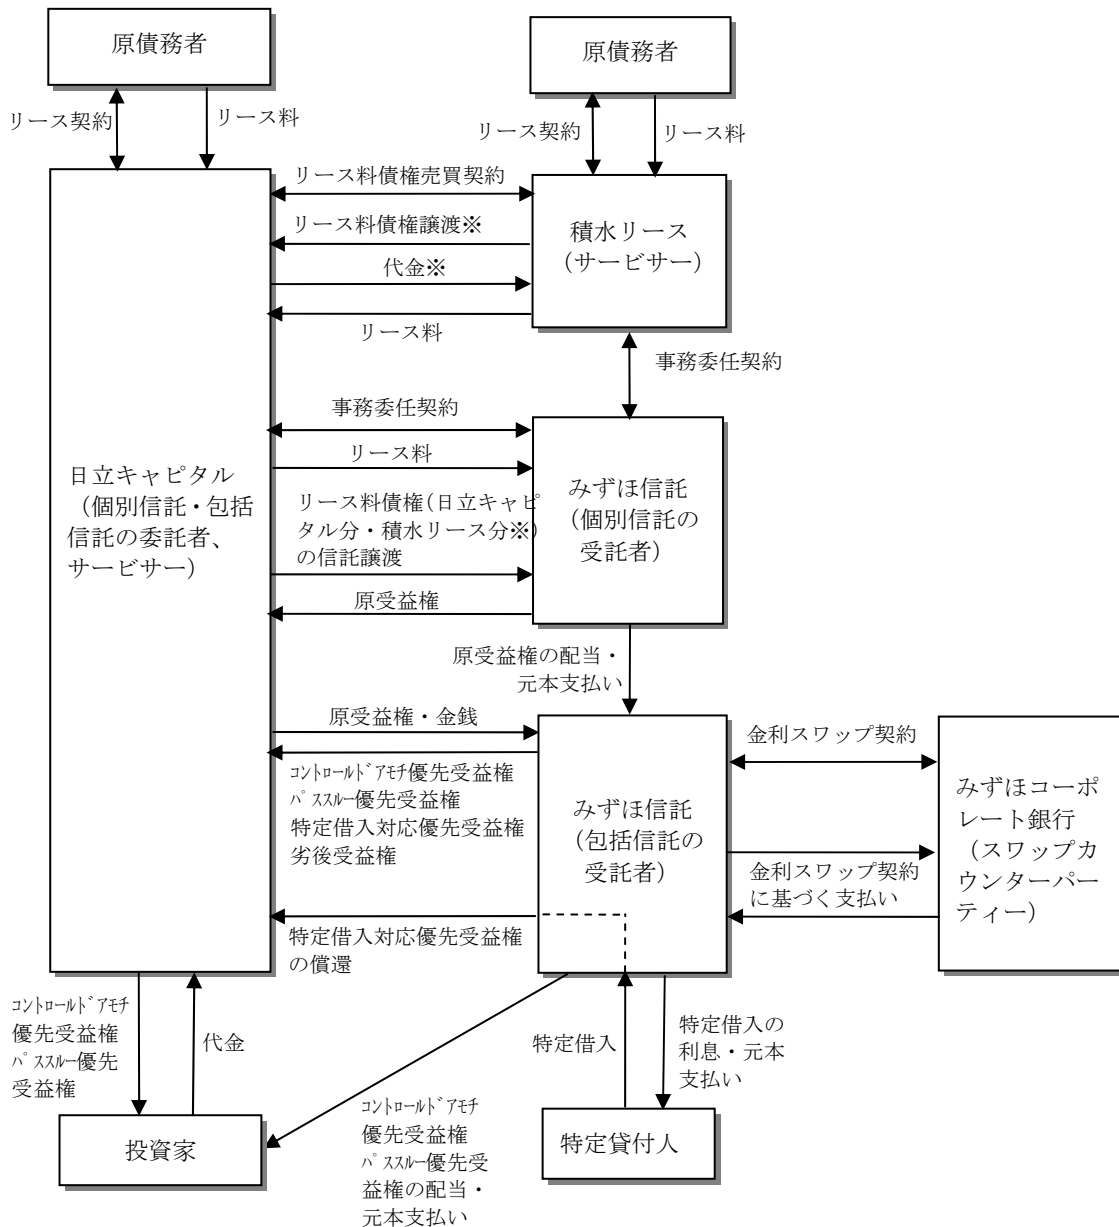 原債務者
原債務者
リース契約
リース料
リース契約
リース料
リース料債権売買契約
リース料債権譲渡※
代金※
リース料
積水リース
（サービサー）
事務委任契約
事務委任契約
リース料
リース料債権（日立キャピ
タル分・積水リース分※）
の信託譲渡
原受益権
日立キャピタル
（個別信託・包括
信託の委託者、
サービサー）
みずほ信託
（個別信託の
受託者）
原受益権の配当・
元本支払い
原受益権・金銭
ｺﾝﾄﾛｰﾙﾄﾞｱﾓﾁ優先受益権
ﾊﾟｽｽﾙｰ優先受益権
特定借入対応優先受益権
劣後受益権
みずほ信託
（包括信託の
受託者）
金利スワップ契約
金利スワップ契約
に基づく支払い
みずほコーポ
レート銀行
（スワップカ
ウンターパー
ティー）
特定借入対応優先受益権
の償還
ｺﾝﾄﾛｰﾙﾄﾞｱﾓﾁ
優先受益権
ﾊﾟｽｽﾙｰ優先
受益権
代金
特定借入
特定借入の
利息・元本
支払い
投資家
ｺﾝﾄﾛｰﾙﾄﾞｱﾓﾁ
優先受益権
ﾊﾟｽｽﾙｰ優先受
益権の配当・
元本支払い
特定貸付人